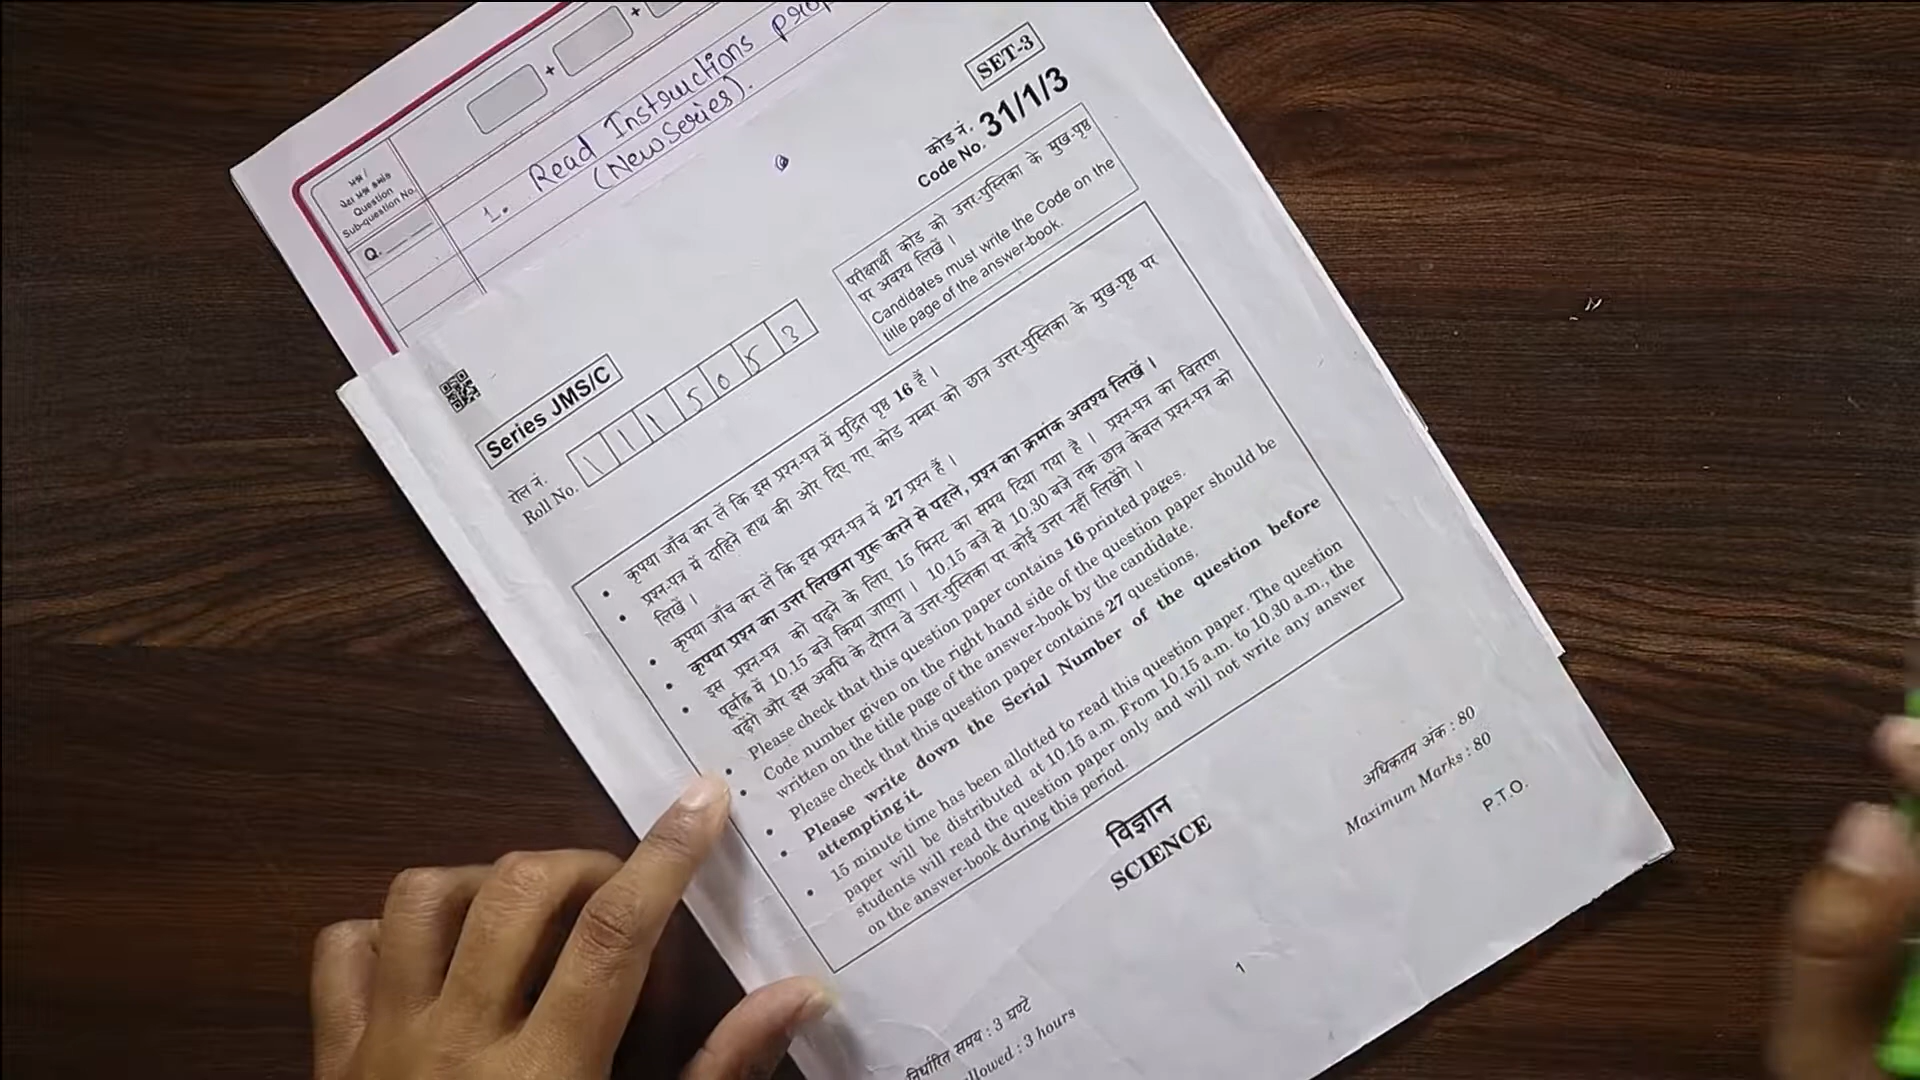 +
+
प्रश्न /
Question
Sub-question No.
Q.
1. Read Instructions
(New Series).
SET-3
Series JMS/C
कोड नं.
Code No. 31/1/3
रोल नं.
Roll No.
1 1 1 5 0 5 3
परीक्षार्थी कोड को उत्तर-पुस्तिका के मुख-पृष्ठ
पर अवश्य लिखें ।
Candidates must write the Code on the
title page of the answer-book.
• कृपया जाँच कर लें कि इस प्रश्न-पत्र में मुद्रित पृष्ठ 16 हैं ।
• प्रश्न-पत्र में दाहिने हाथ की ओर दिए गए कोड नम्बर को छात्र उत्तर-पुस्तिका के मुख-पृष्ठ पर
लिखें ।
• कृपया जाँच कर लें कि इस प्रश्न-पत्र में 27 प्रश्न हैं ।
• कृपया प्रश्न का उत्तर लिखना शुरू करने से पहले, प्रश्न का क्रमांक अवश्य लिखें ।
• इस प्रश्न-पत्र को पढ़ने के लिए 15 मिनट का समय दिया गया है । प्रश्न-पत्र का वितरण
पूर्वाह्न में 10.15 बजे किया जाएगा । 10.15 बजे से 10.30 बजे तक छात्र केवल प्रश्न-पत्र को
पढ़ेंगे और इस अवधि के दौरान वे उत्तर-पुस्तिका पर कोई उत्तर नहीं लिखेंगे ।
• Please check that this question paper contains 16 printed pages.
• Code number given on the right hand side of the question paper should be
written on the title page of the answer-book by the candidate.
• Please check that this question paper contains 27 questions.
• Please write down the Serial Number of the question before
attempting it.
• 15 minute time has been allotted to read this question paper. The question
paper will be distributed at 10.15 a.m. From 10.15 a.m. to 10.30 a.m., the
students will read the question paper only and will not write any answer
on the answer-book during this period.
विज्ञान
SCIENCE
निर्धारित समय : 3 घण्टे
अधिकतम अंक : 80
allowed : 3 hours
Maximum Marks : 80
1
P.T.O.